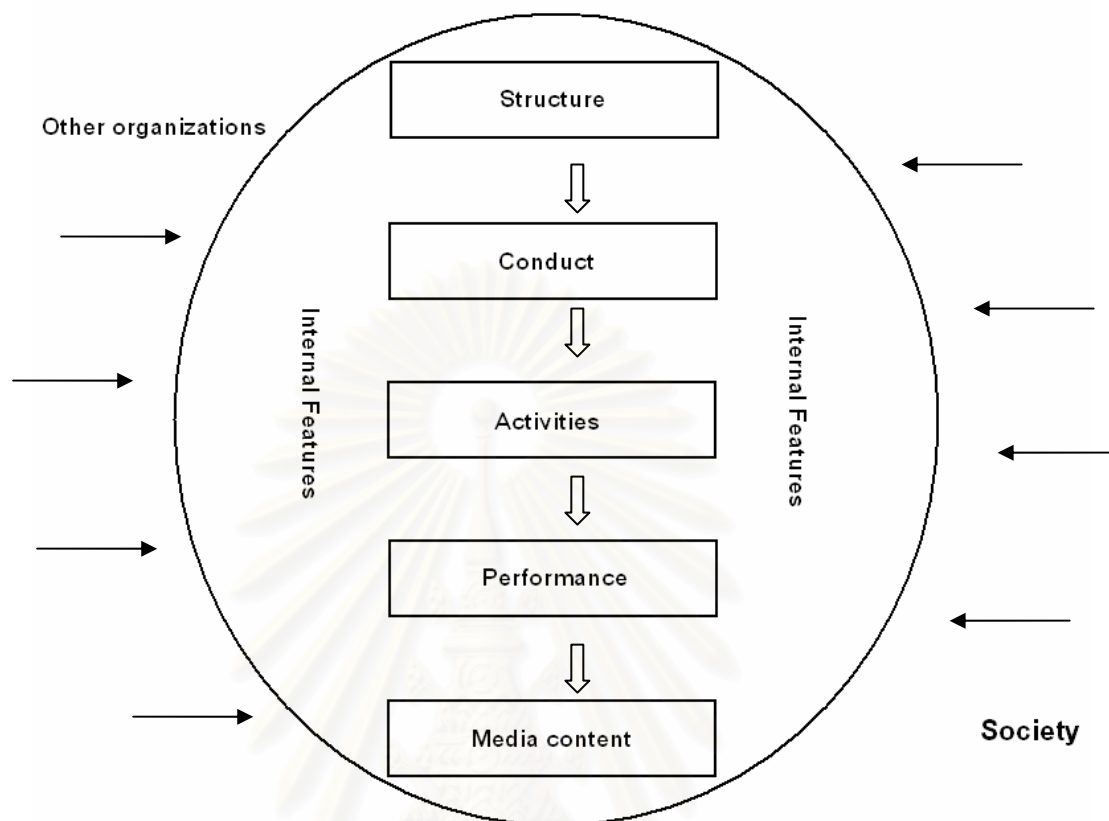 Structure
Other organizations
Conduct
Internal Features
Internal Features
Activities
Performance
Media content
Society